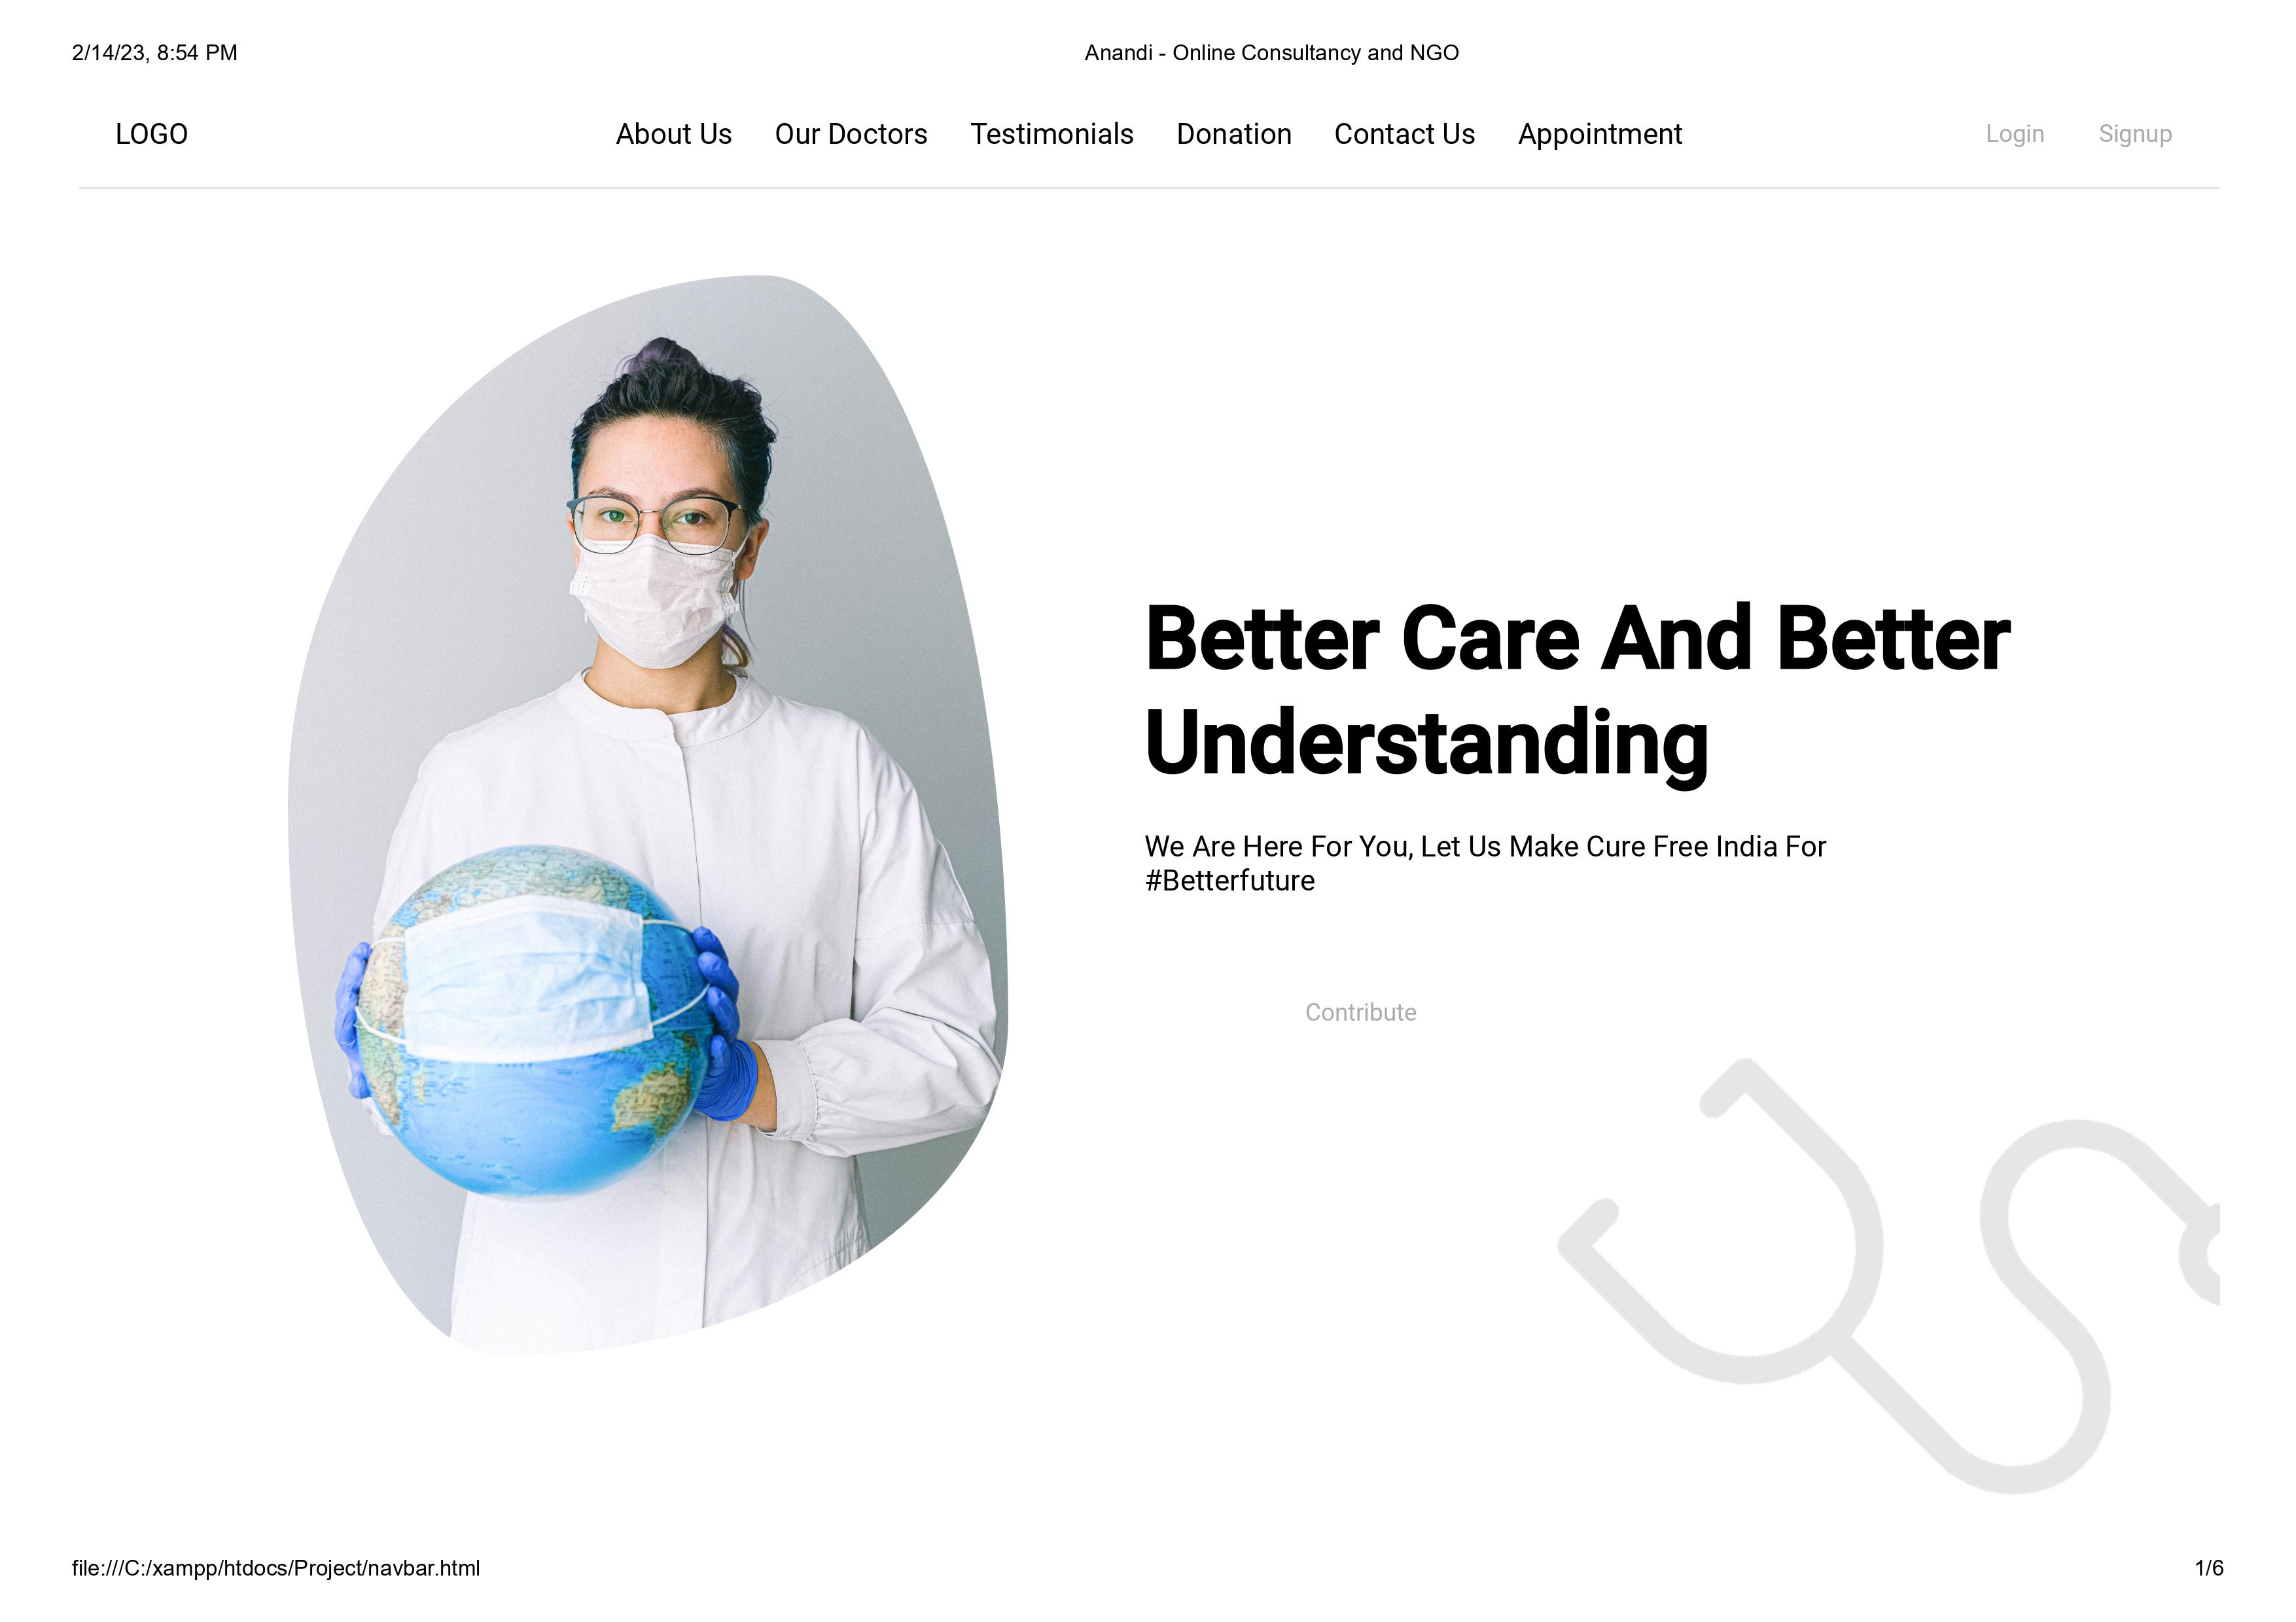 2/14/23, 8:54 PM
Anandi - Online Consultancy and NGO
LOGO
About Us
Our Doctors
Testimonials
Donation
Contact Us
Appointment
Login
Signup
Better Care And Better
Understanding
We Are Here For You, Let Us Make Cure Free India For
#Betterfuture
Contribute
file:///C:/xampp/htdocs/Project/navbar.html
1/6